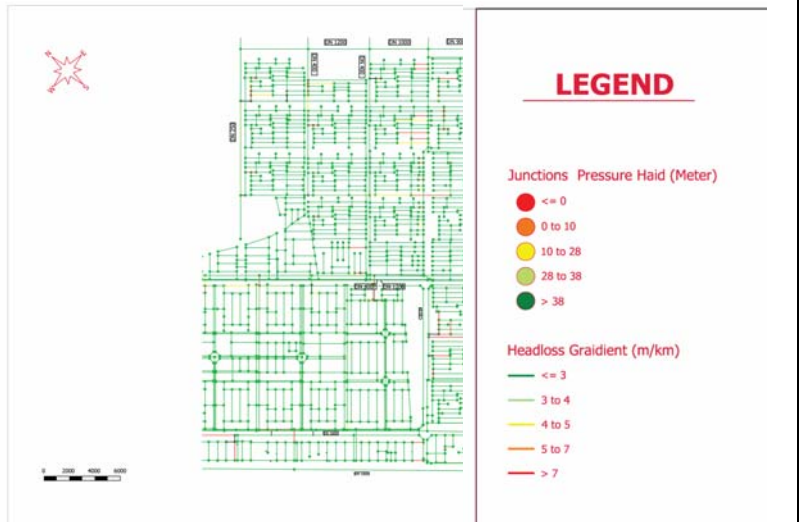 LEGEND
Junctions Pressure Haid (Meter)
<= 0
0 to 10
10 to 28
28 to 38
> 38
Headloss Graidient (m/km)
<= 3
3 to 4
4 to 5
5 to 7
> 7
0 2000 4000 6000